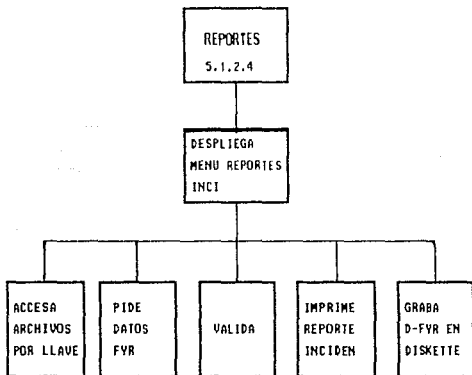 REPORTES
5.1.2.4
DESPLIEGA
MENU REPORTES
INCI
ACCESA
ARCHIVOS
POR LLAVE
PIDE
DATOS
FYR
VALIDA
IMPRIME
REPORTE
INCIDEN
GRABA
D-FYR EN
DISKETTE